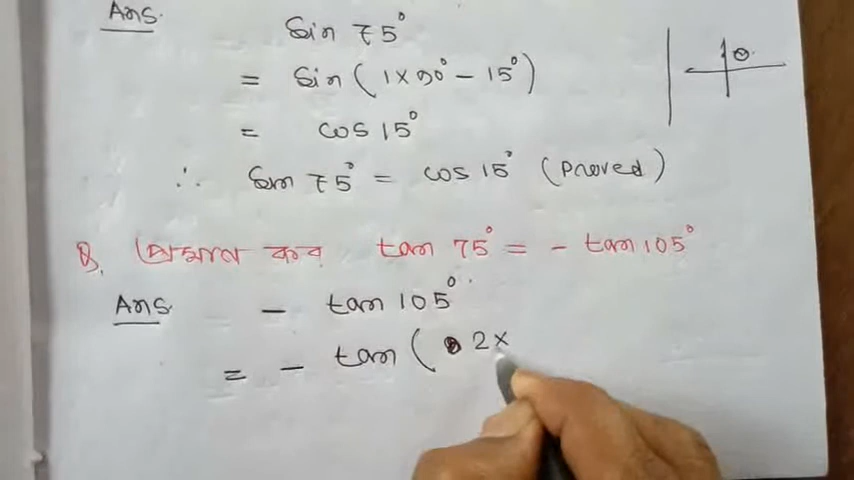 Ans.
Sin 75°
= Sin (1×90° - 15°)
= cos 15°
∴ Sin 75° = cos 15° (Proved)
θ
Q. প্রমাণ কর tan 75° = - tan 105°
Ans. - tan 105°
= - tan ( 2×